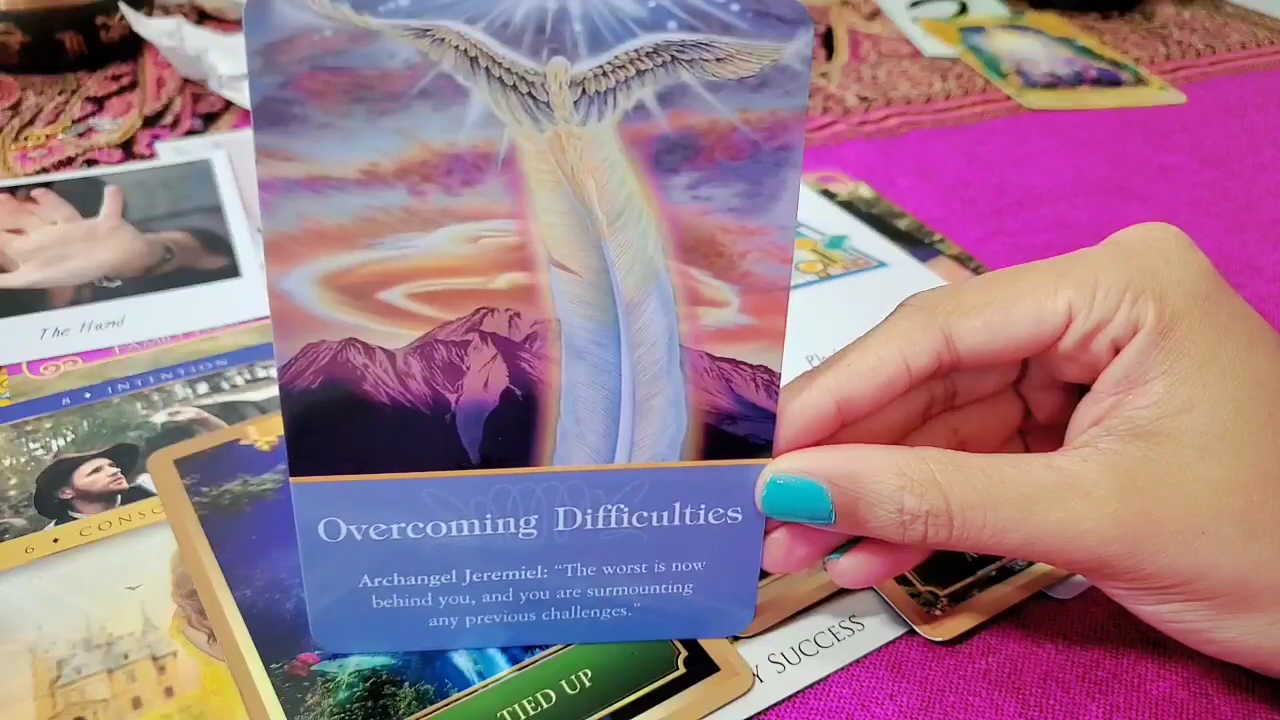 The Hand
8 ♦ INTENTION
6 ♦ CONSC
Overcoming Difficulties
Archangel Jeremiel: “The worst is now
behind you, and you are surmounting
any previous challenges.”
TIED UP
Y SUCCESS